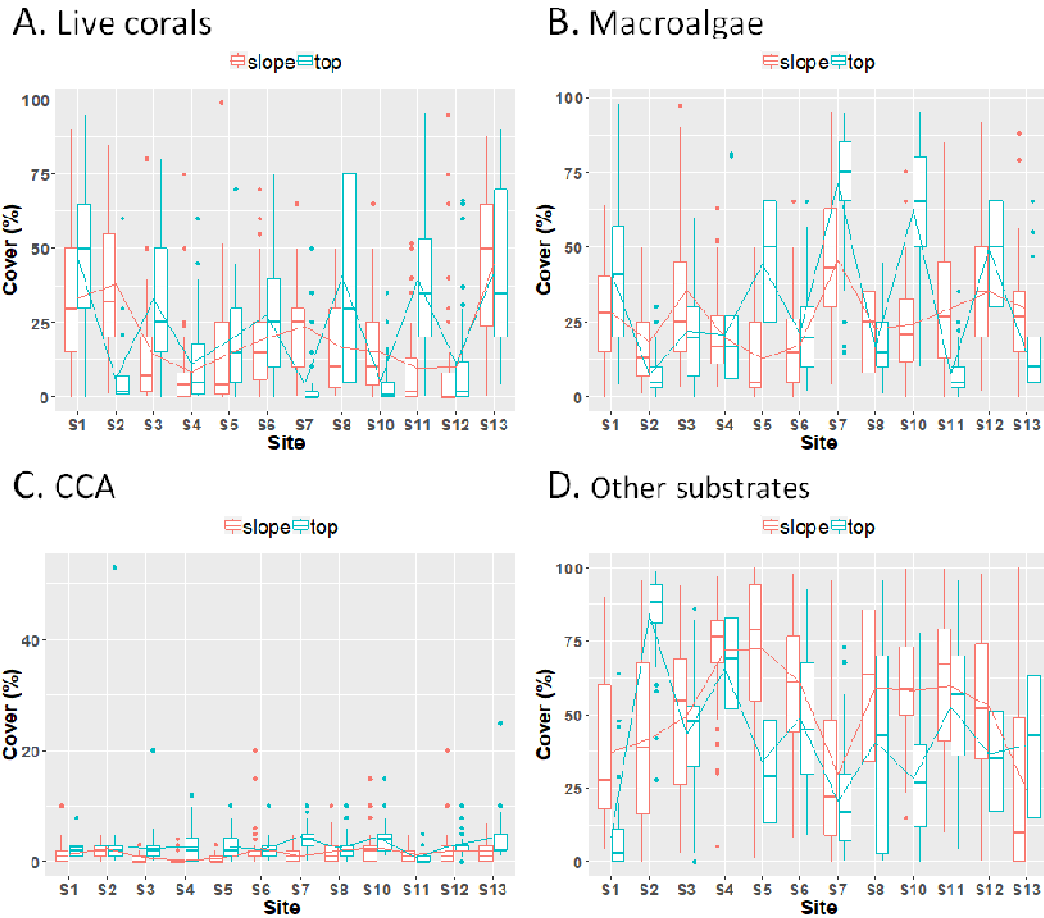 A. Live corals
slope top
Cover (%)
100
75
50
25
0
S1 S2 S3 S4 S5 S6 S7 S8 S10 S11 S12 S13
Site
B. Macroalgae
slope top
Cover (%)
100
75
50
25
0
S1 S2 S3 S4 S5 S6 S7 S8 S10 S11 S12 S13
Site
C. CCA
slope top
Cover (%)
40
20
0
S1 S2 S3 S4 S5 S6 S7 S8 S10 S11 S12 S13
Site
D. Other substrates
slope top
Cover (%)
100
75
50
25
0
S1 S2 S3 S4 S5 S6 S7 S8 S10 S11 S12 S13
Site